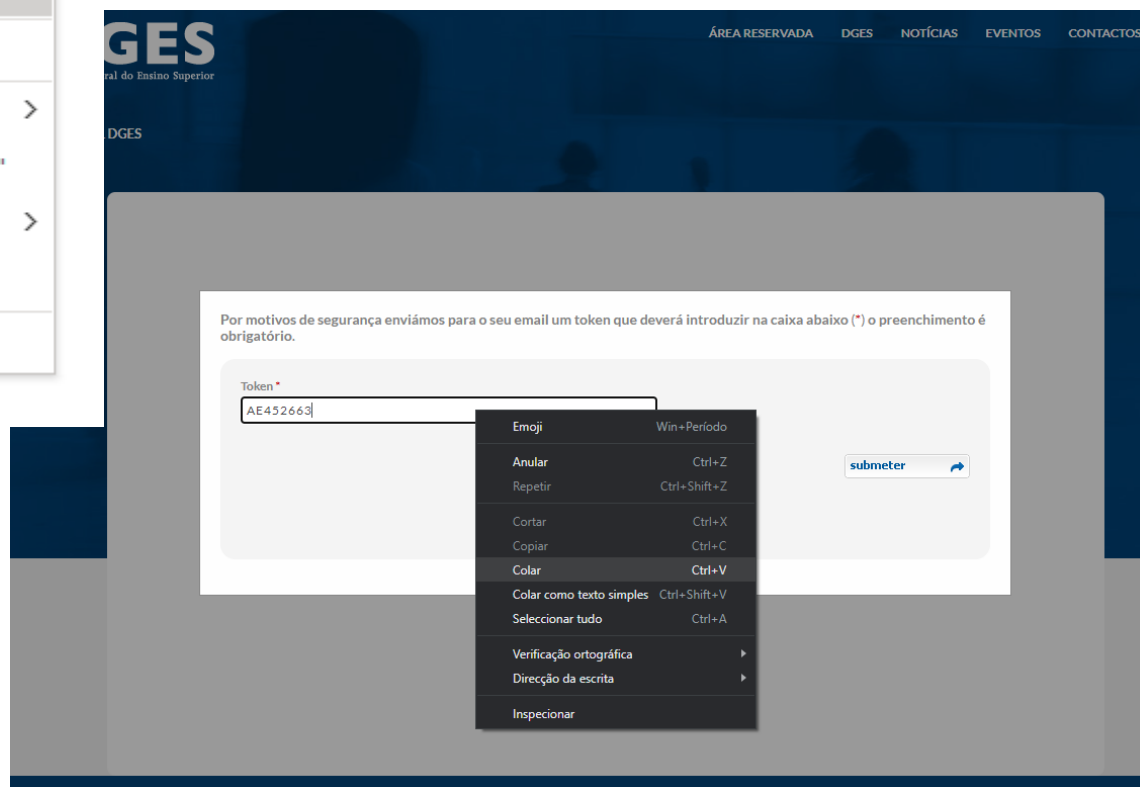 GES
ral do Ensino Superior
ÁREA RESERVADA DGES NOTÍCIAS EVENTOS CONTACTOS
DGES
"
Por motivos de segurança enviámos para o seu email um token que deverá introduzir na caixa abaixo (*) o preenchimento é
obrigatório.
Token *
AE452663
submeter
Emoji Win+Período
Anular Ctrl+Z
Repetir Ctrl+Shift+Z
Cortar Ctrl+X
Copiar Ctrl+C
Colar Ctrl+V
Colar como texto simples Ctrl+Shift+V
Seleccionar tudo Ctrl+A
Verificação ortográfica
Direcção da escrita
Inspecionar